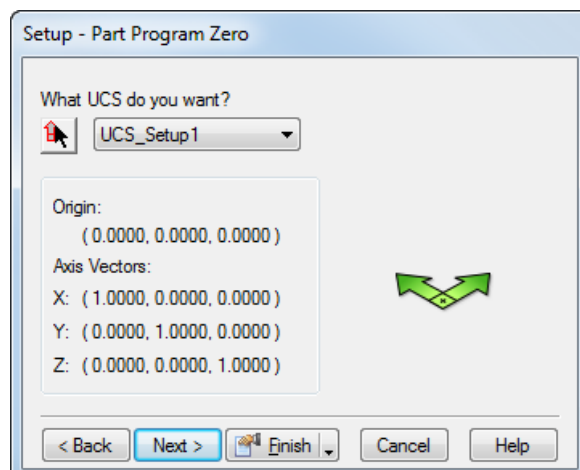 Setup - Part Program Zero
What UCS do you want?
UCS_Setup1
Origin:
( 0.0000, 0.0000, 0.0000 )
Axis Vectors:
X: ( 1.0000, 0.0000, 0.0000 )
Y: ( 0.0000, 1.0000, 0.0000 )
Z: ( 0.0000, 0.0000, 1.0000 )
< Back Next > Finish Cancel Help